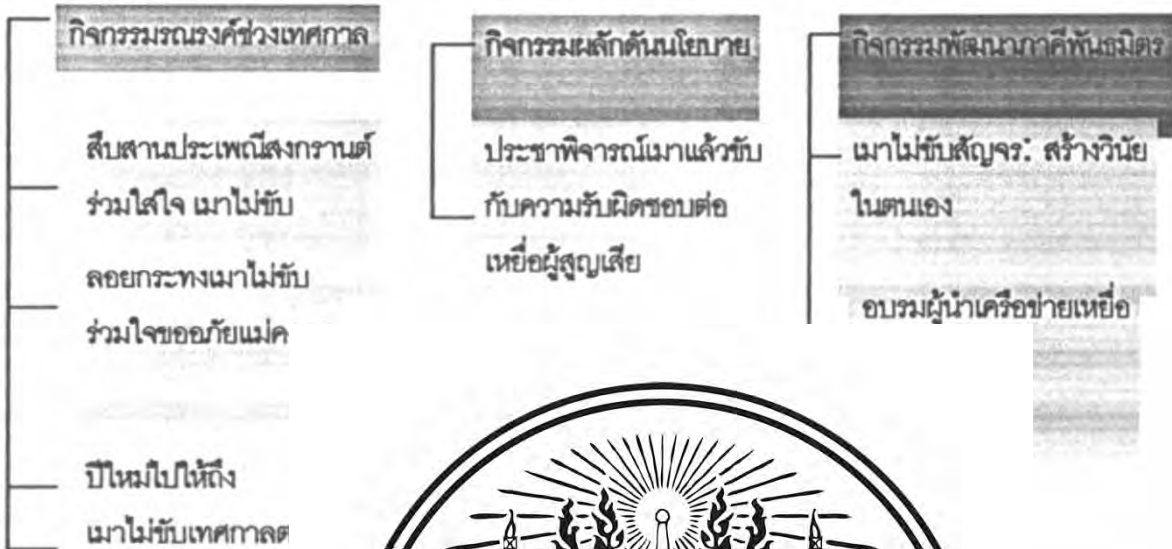 กิจกรรมรณรงค์ช่วงเทศกาล
สืบสานประเพณีสงกรานต์
ร่วมใส่ใจ เมาไม่ขับ
ลอยกระทงเมาไม่ขับ
ร่วมใจขออภัยแม่ค
ปีใหม่ไปให้ถึง
เมาไม่ขับเทศกาลต
กิจกรรมผลักดันนโยบาย
ประชาพิจารณ์เมาแล้วขับ
กับความรับผิดชอบต่อ
เหยื่อผู้สูญเสีย
กิจกรรมพัฒนาภาคีพันธมิตร
เมาไม่ขับสัญจร: สร้างวินัย
ในตนเอง
อบรมผู้นำเครือข่ายเหยื่อ